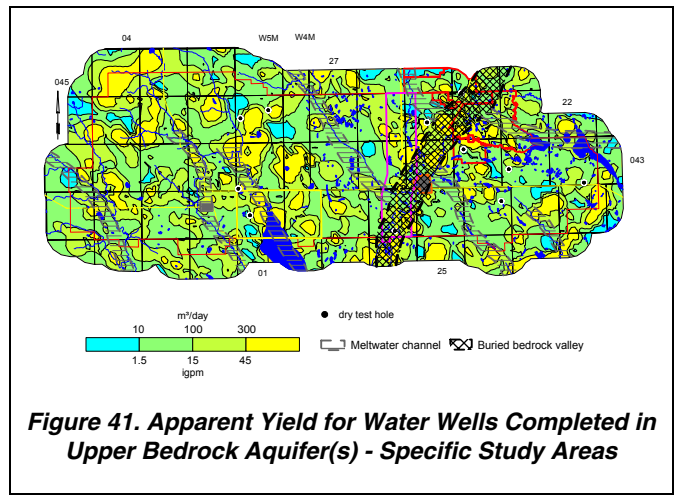 04
W5M W4M
27
045
22
043
01
25
m³/day
10 100 300
1.5 15 45
igpm
dry test hole
Meltwater channel
Buried bedrock valley
Figure 41. Apparent Yield for Water Wells Completed in
Upper Bedrock Aquifer(s) - Specific Study Areas